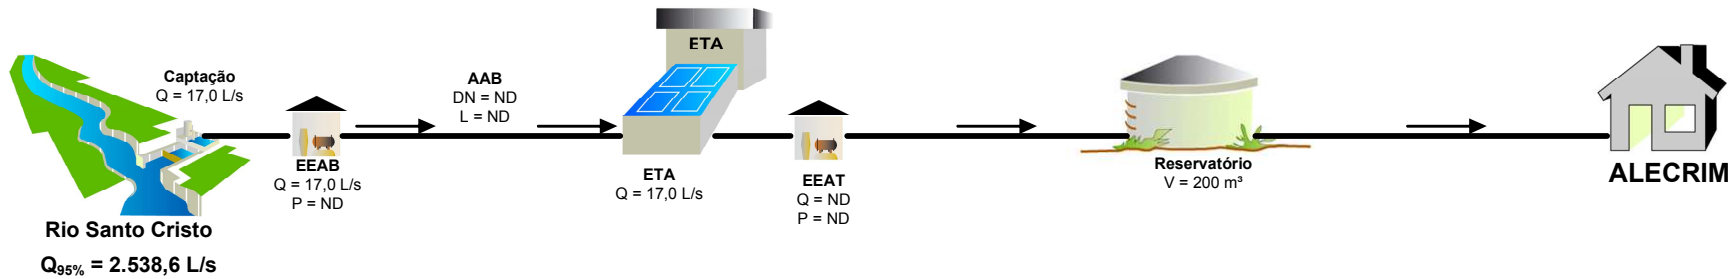 Captação
Q = 17,0 L/s
EEAB
Q = 17,0 L/s
P = ND
Rio Santo Cristo
Q95% = 2.538,6 L/s
AAB
DN = ND
L = ND
ETA
ETA
Q = 17,0 L/s
EEAT
Q = ND
P = ND
Reservatório
V = 200 m³
ALECRIM